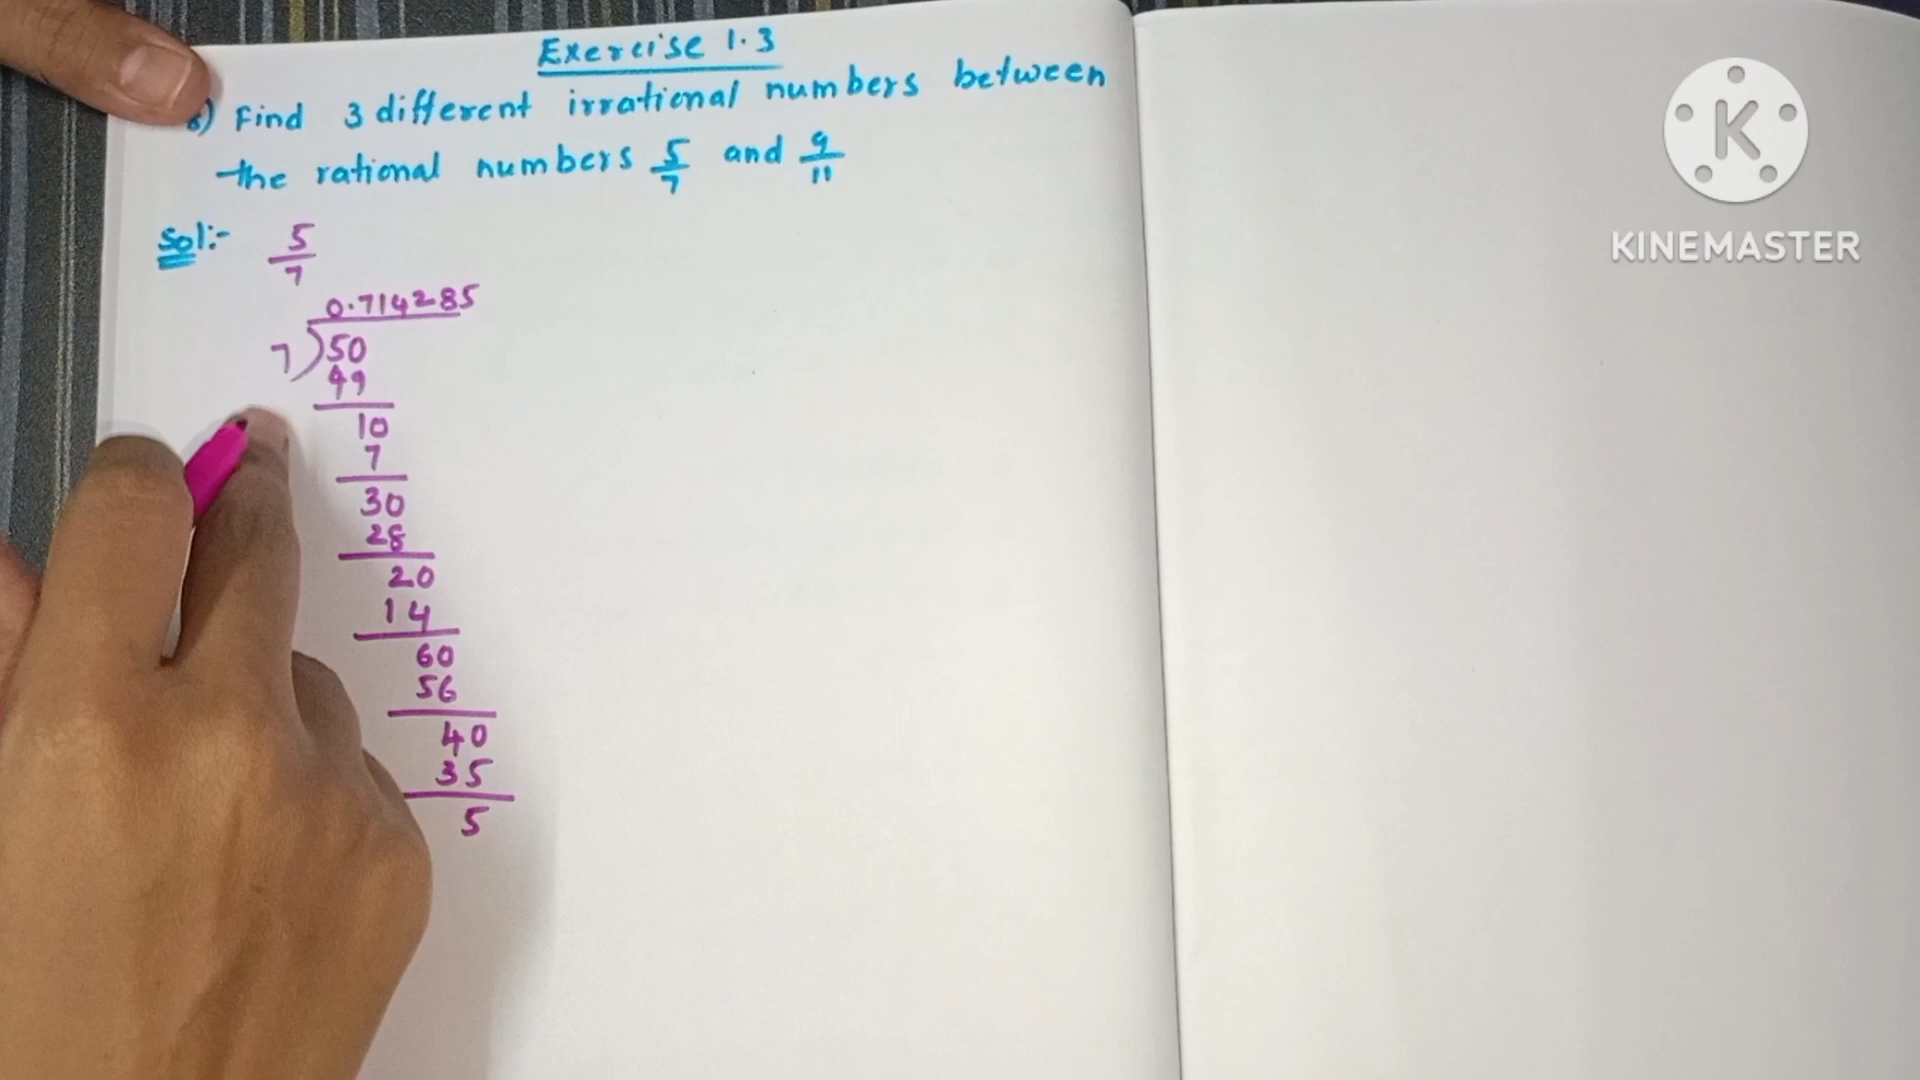 Exercise 1.3
8) Find 3 different irrational numbers between
the rational numbers 5/7 and 9/11
Sol:- 5/7
0.714285
7)50
49
10
7
30
28
20
14
60
56
40
35
5
K
KINEMASTER